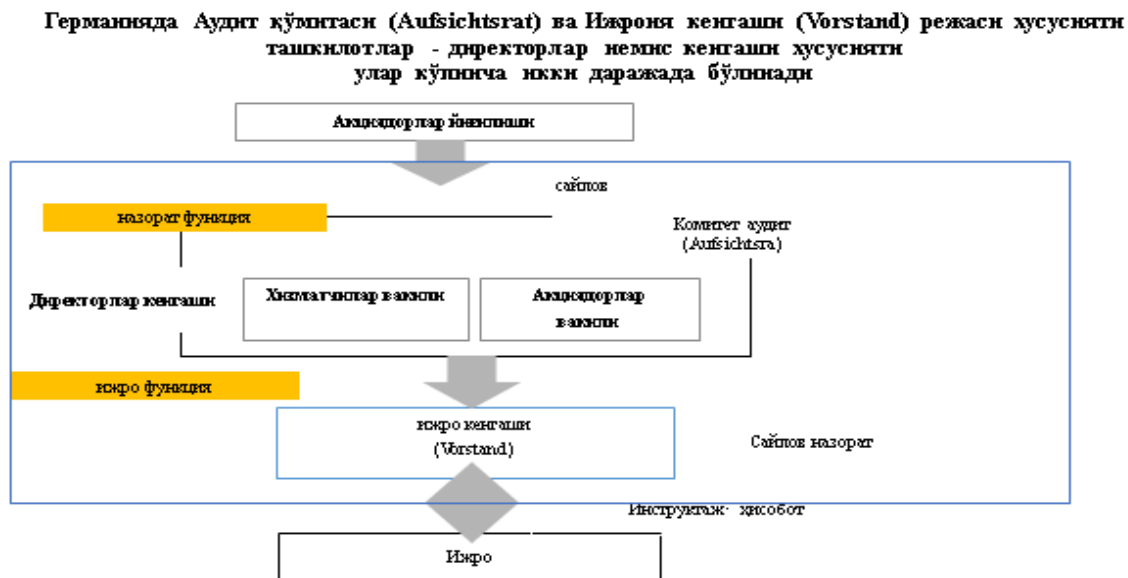 Германияда Аудит қўмитаси (Aufsichtsrat) ва Ижроия кенгаши (Vorstand) режаси хусусияти
ташкилотлар - директорлар немис кенгаши хусусияти
улар кўпинча икки даражада бўлинади
Акциядорлар йиғилиши
сайлов
назорат функция
Комитет аудит
(Aufsichtsra)
Директорлар кенгаши
Хизматчилар вакили
Акциядорлар
вакили
ижро функция
ижро кенгаши
(Vorstand)
Сайлов назорат
Инструктаж· ҳисобот
Ижро